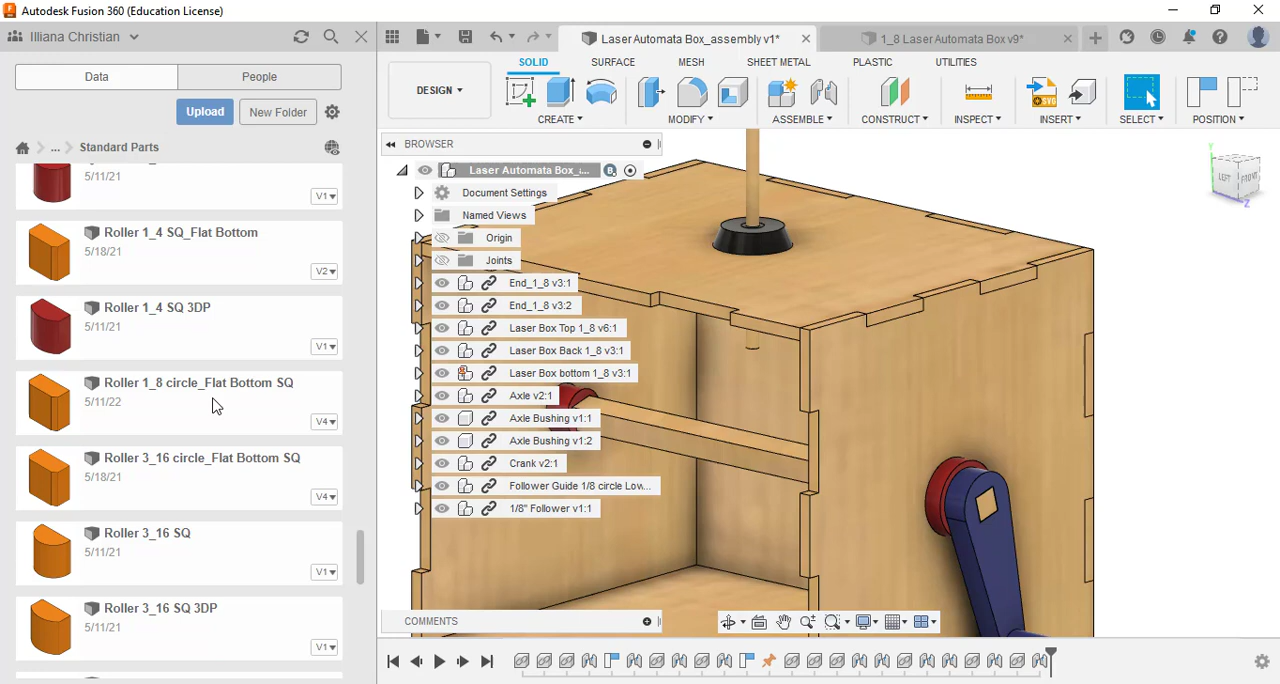 Autodesk Fusion 360 (Education License)
Illiana Christian
Data
People
Upload
New Folder
...
Standard Parts
5/11/21
V1
Roller 1_4 SQ_Flat Bottom
5/18/21
V2
Roller 1_4 SQ 3DP
5/11/21
V1
Roller 1_8 circle_Flat Bottom SQ
5/11/22
V4
Roller 3_16 circle_Flat Bottom SQ
5/18/21
V4
Roller 3_16 SQ
5/11/21
V1
Roller 3_16 SQ 3DP
5/11/21
V1
Laser Automata Box_assembly v1*
1_8 Laser Automata Box v9*
SOLID
SURFACE
MESH
SHEET METAL
PLASTIC
UTILITIES
DESIGN
CREATE
MODIFY
ASSEMBLE
CONSTRUCT
INSPECT
INSERT
SELECT
POSITION
SVG
BROWSER
Laser Automata Box_i...
Document Settings
Named Views
Origin
Joints
End_1_8 v3:1
End_1_8 v3:2
Laser Box Top 1_8 v6:1
Laser Box Back 1_8 v3:1
Laser Box bottom 1_8 v3:1
Axle v2:1
Axle Bushing v1:1
Axle Bushing v1:2
Crank v2:1
Follower Guide 1/8 circle Low...
1/8" Follower v1:1
Y
LEFT
FRONT
Z
COMMENTS